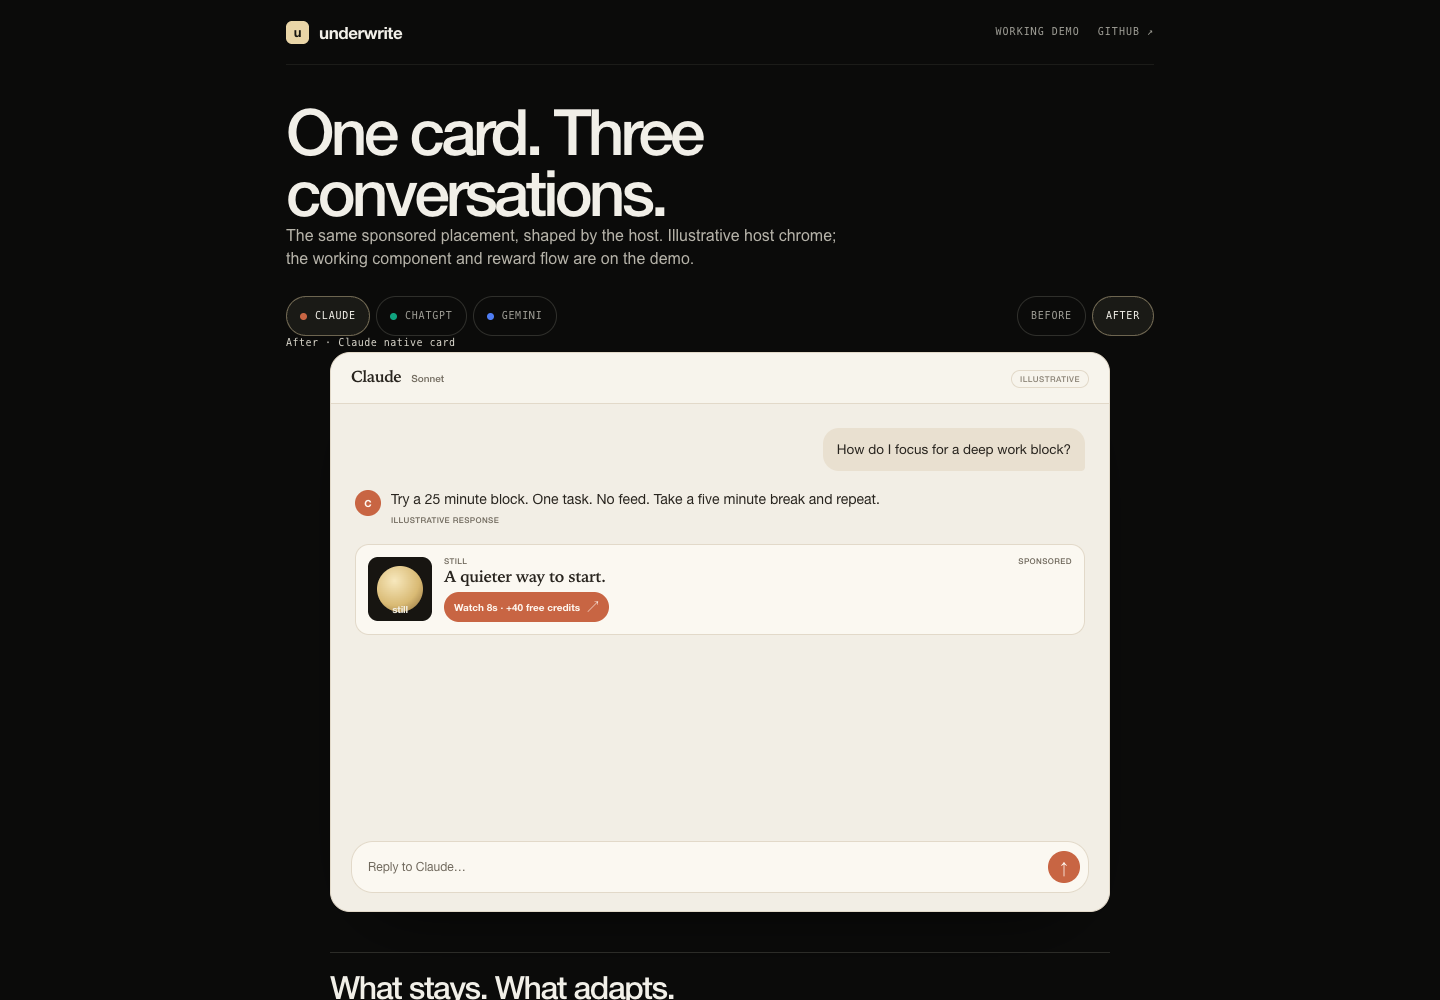 u underwrite
WORKING DEMO GITHUB ↗
One card. Three
conversations.
The same sponsored placement, shaped by the host. Illustrative host chrome;
the working component and reward flow are on the demo.
CLAUDE CHATGPT GEMINI BEFORE AFTER
After · Claude native card
Claude Sonnet ILLUSTRATIVE
How do I focus for a deep work block?
C Try a 25 minute block. One task. No feed. Take a five minute break and repeat.
ILLUSTRATIVE RESPONSE
STILL SPONSORED
A quieter way to start.
still
Watch 8s · +40 free credits ↗
Reply to Claude... ↑
What stays. What adapts.